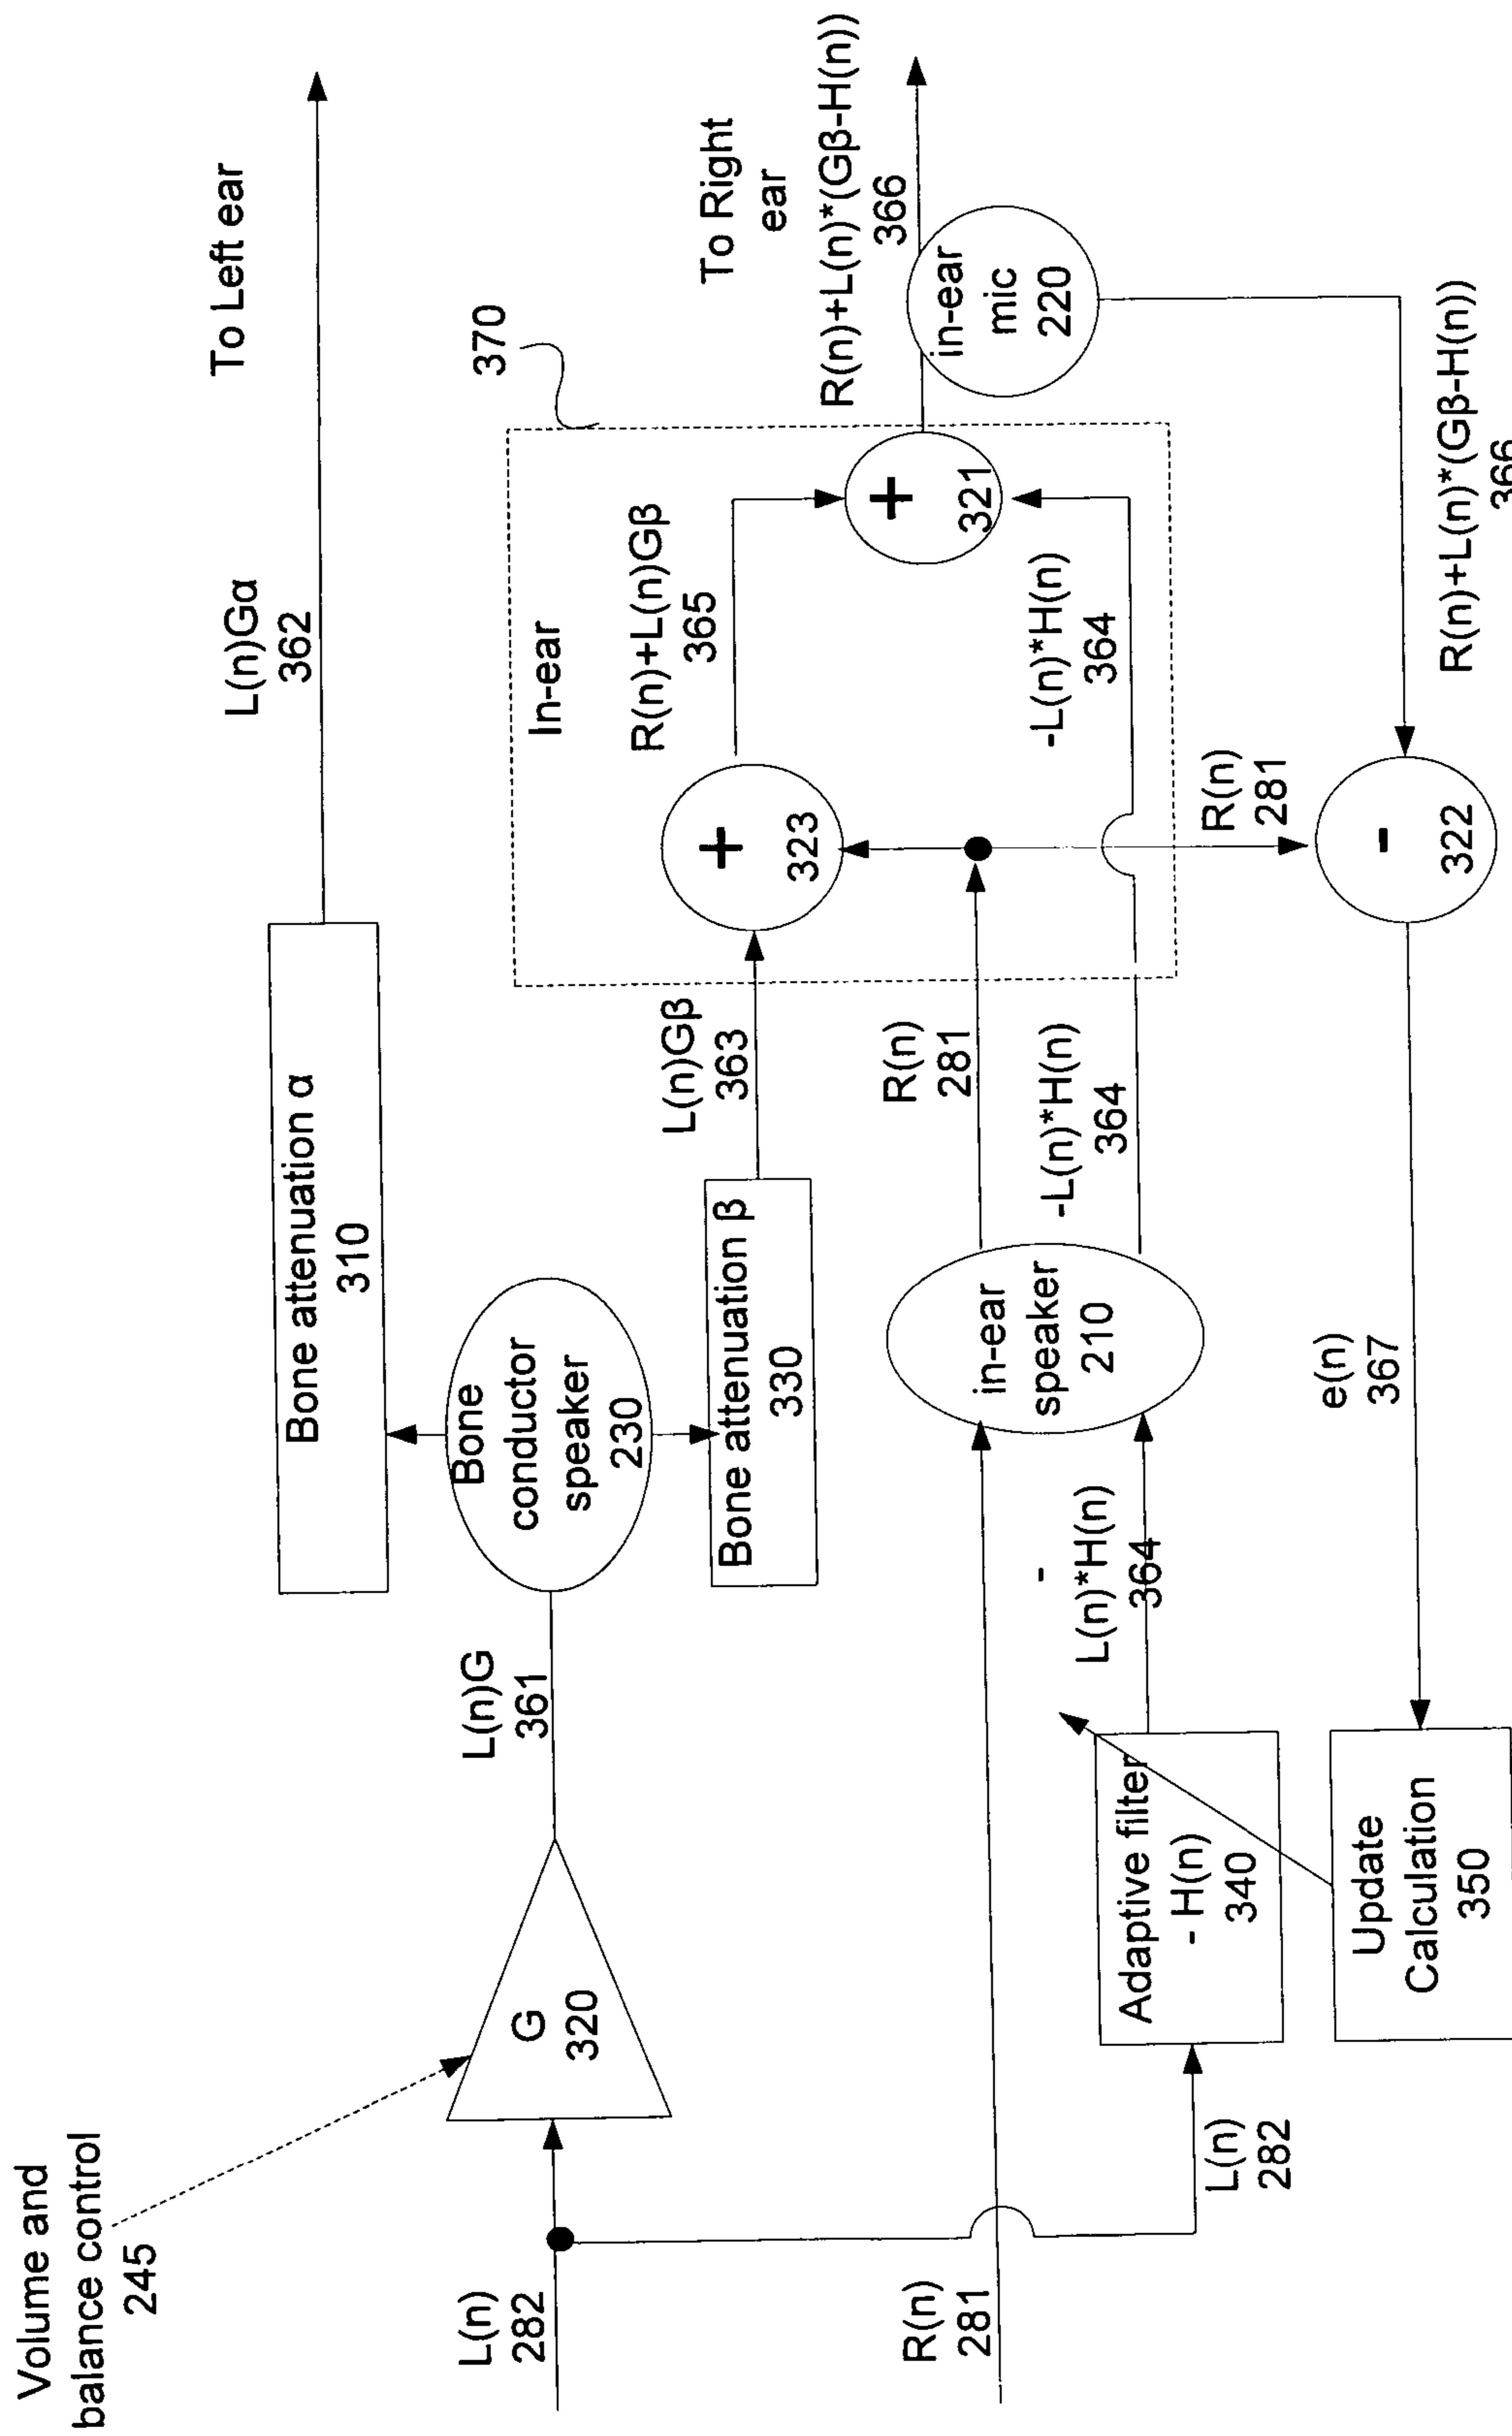 Volume and
balance control
245
L(n)
282
G
320
L(n)G
361
Bone
conductor
speaker
230
Bone attenuation α
310
L(n)Gα
362
To Left ear
Bone attenuation β
330
L(n)Gβ
363
370
In-ear
+
323
R(n)+L(n)Gβ
365
+
321
R(n)
281
in-ear
speaker
210
R(n)
281
-L(n)*H(n)
364
-L(n)*H(n)
364
in-ear
mic
220
To Right
ear
R(n)+L(n)*(Gβ-H(n))
366
L(n)
282
Adaptive filter
- H(n)
340
-
L(n)*H(n)
364
R(n)
281
-
322
R(n)+L(n)*(Gβ-H(n))
366
e(n)
367
Update
Calculation
350